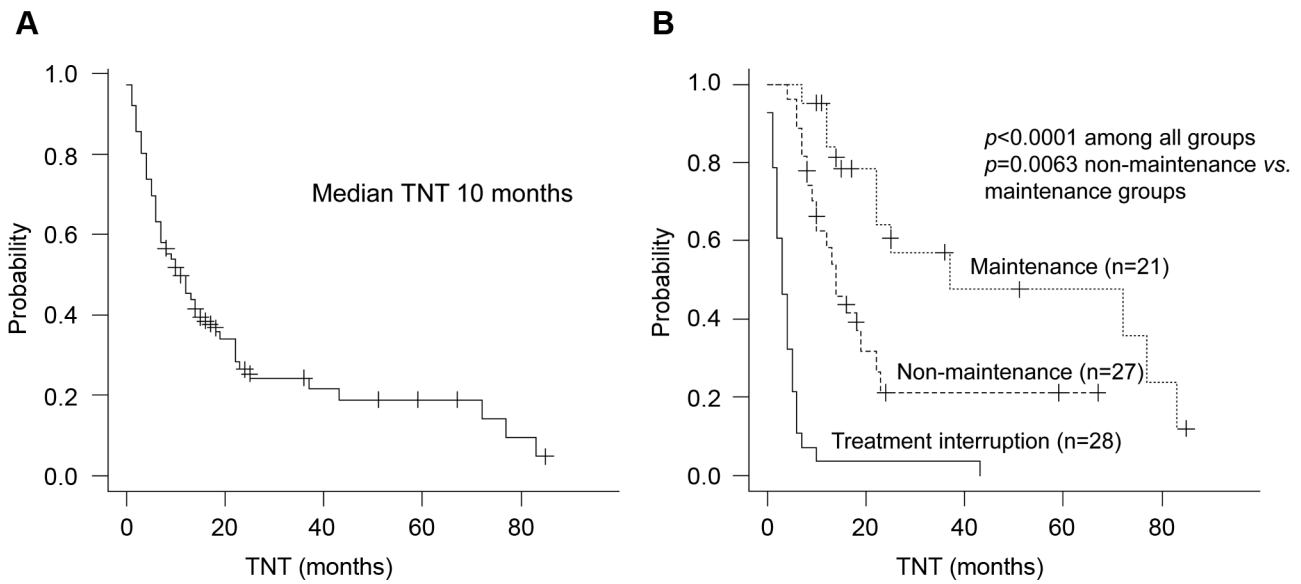 A
1.0
0.8
0.6
0.4
0.2
0.0
Probability
Median TNT 10 months
0 20 40 60 80
TNT (months)
B
1.0
0.8
0.6
0.4
0.2
0.0
Probability
p<0.0001 among all groups
p=0.0063 non-maintenance vs.
maintenance groups
Maintenance (n=21)
Non-maintenance (n=27)
Treatment interruption (n=28)
0 20 40 60 80
TNT (months)